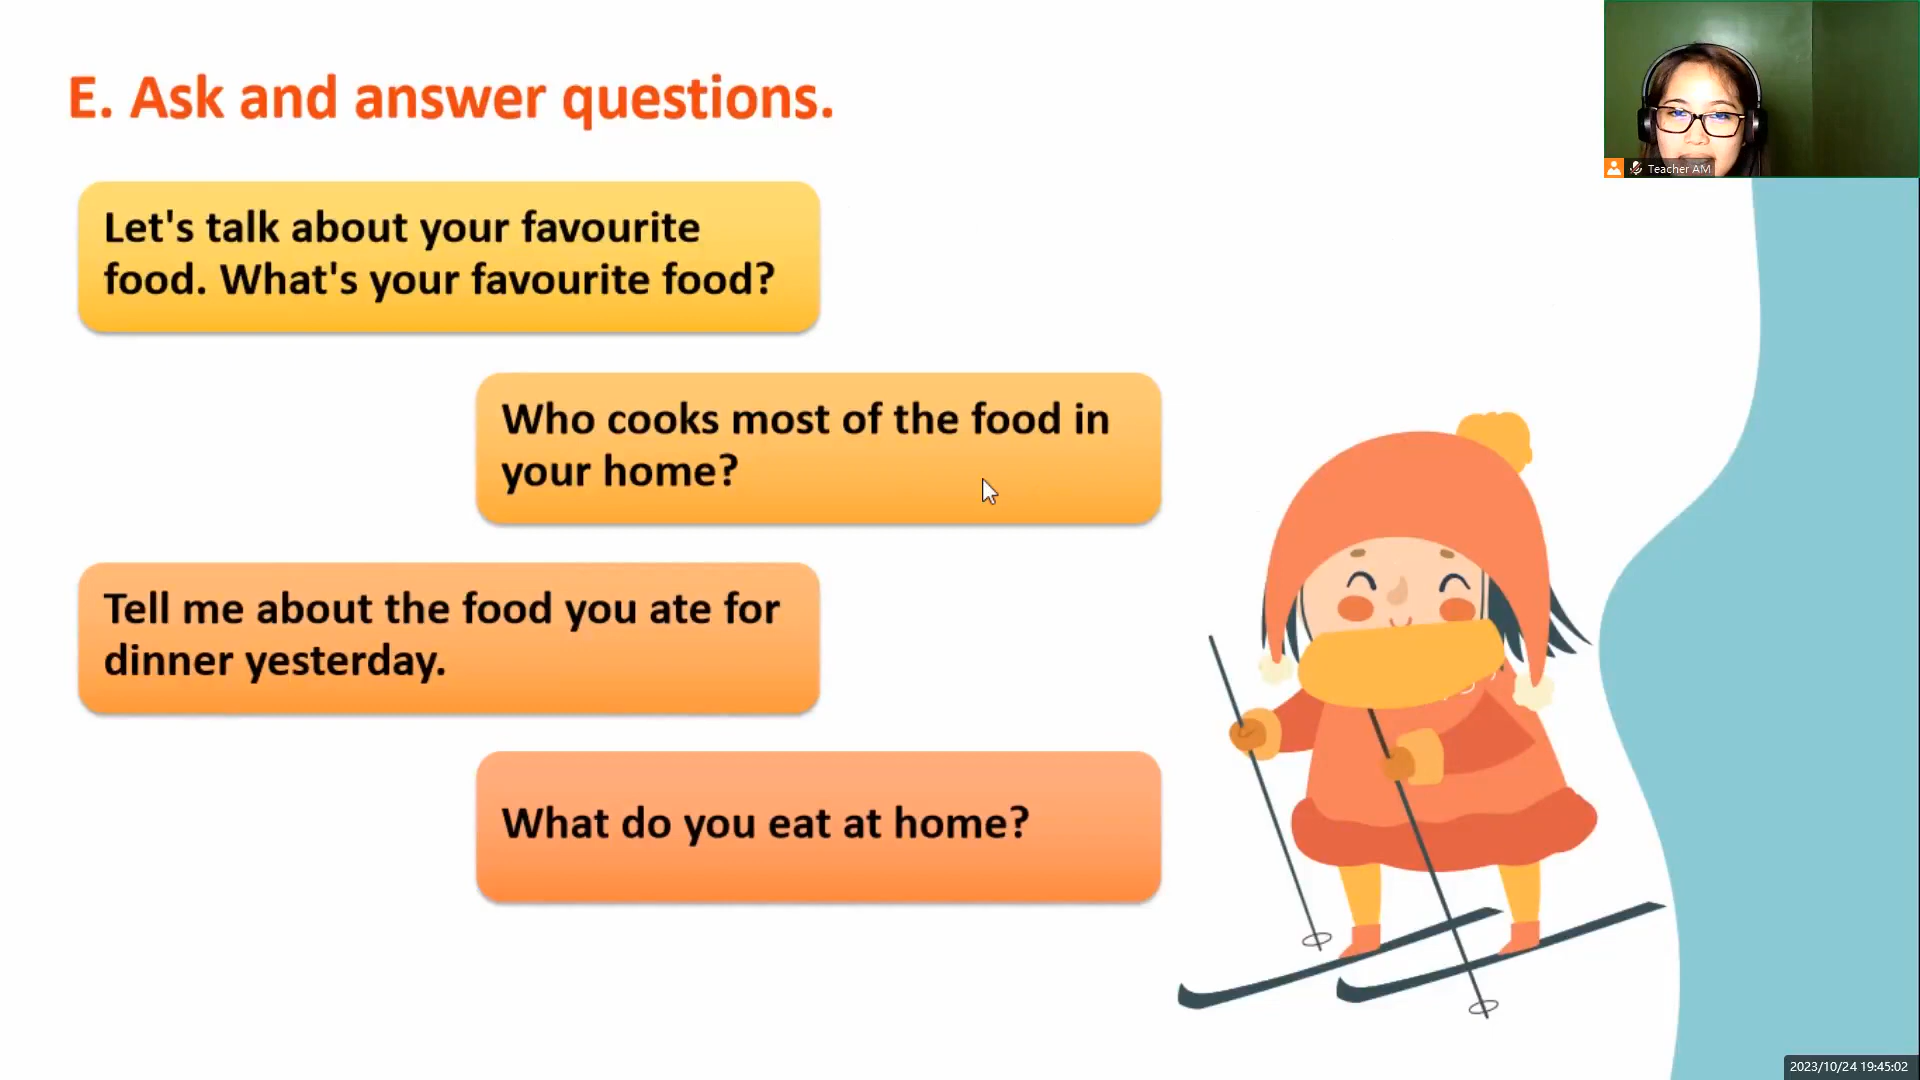 E. Ask and answer questions.
Teacher AM
Let's talk about your favourite
food. What's your favourite food?
Who cooks most of the food in
your home?
Tell me about the food you ate for
dinner yesterday.
What do you eat at home?
2023/10/24 19:45:02